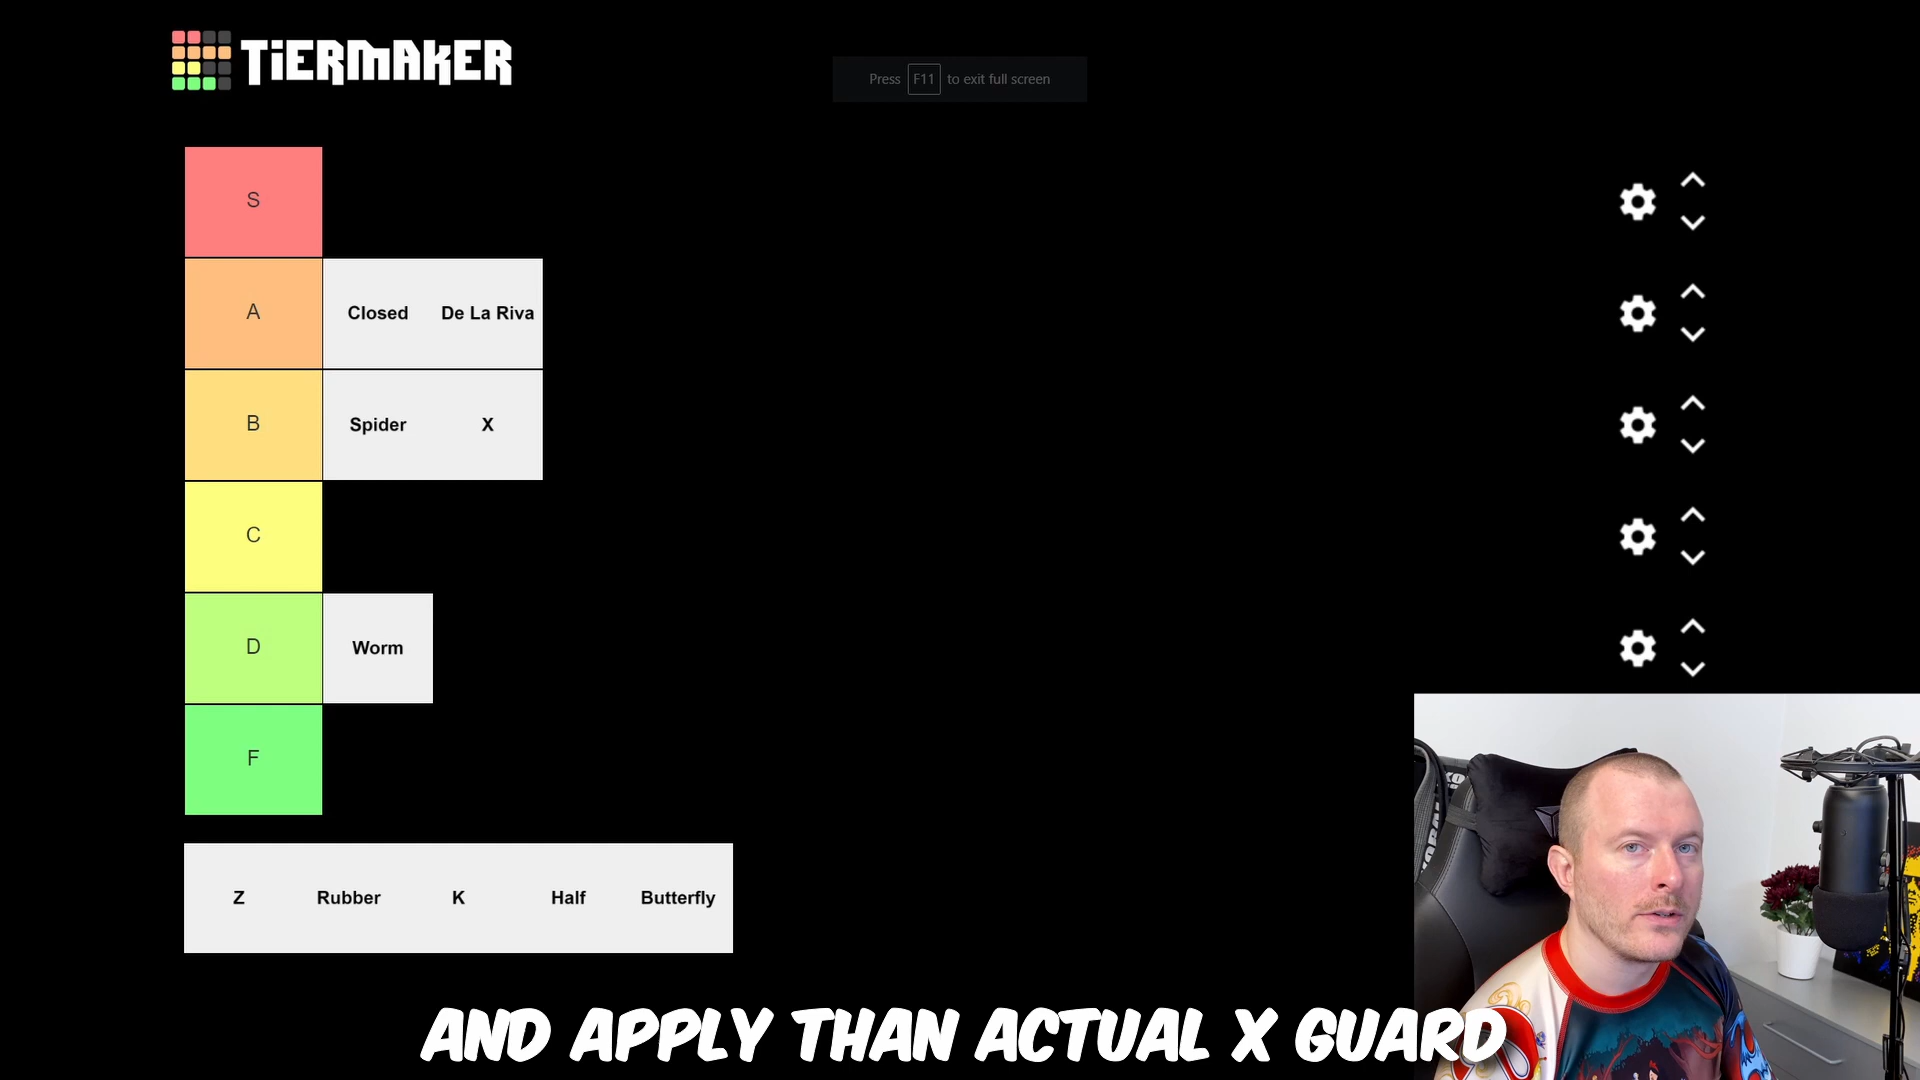 TiERMAKER
Press F11 to exit full screen
S
A
Closed De La Riva
B
Spider X
C
D
Worm
F
Z Rubber K Half Butterfly
AND APPLY THAN ACTUAL X GUARD